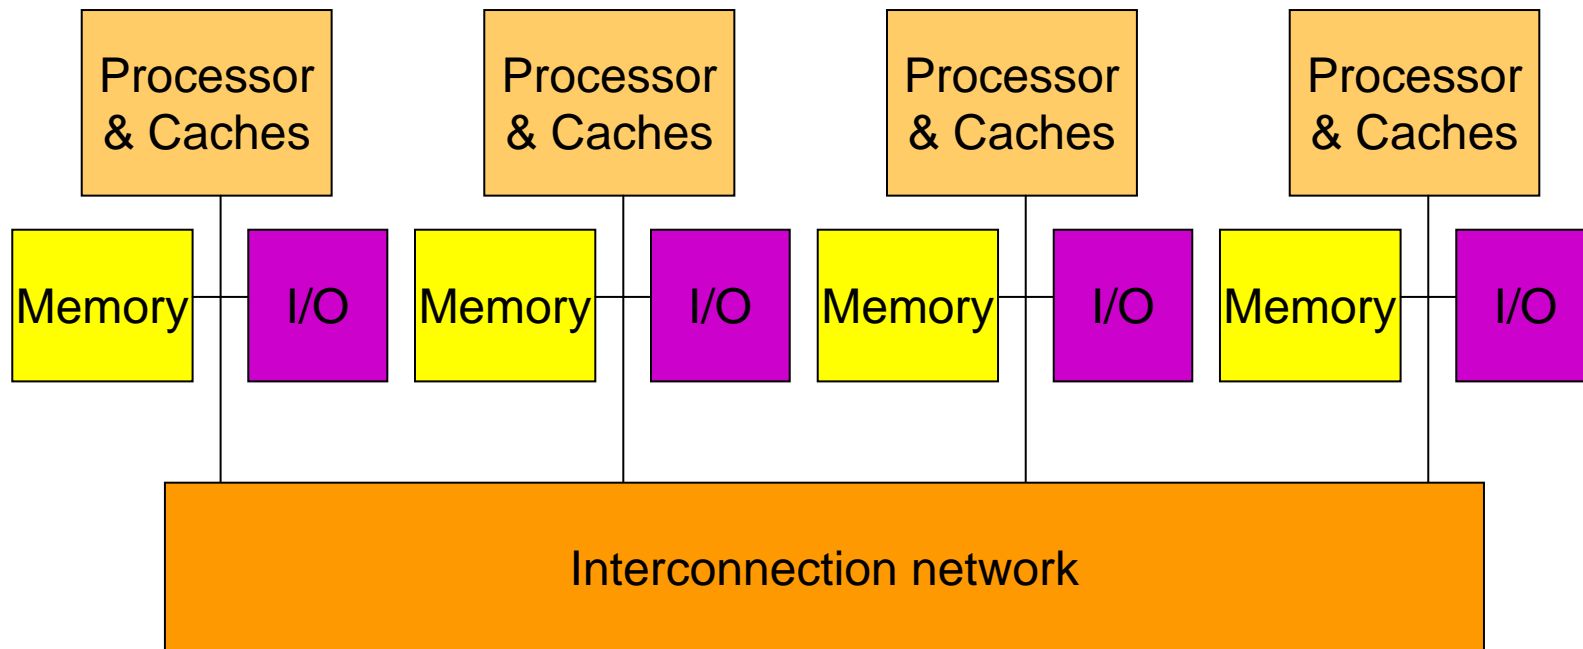 Processor
& Caches
Processor
& Caches
Processor
& Caches
Processor
& Caches
Memory
I/O
Memory
I/O
Memory
I/O
Memory
I/O
Interconnection network